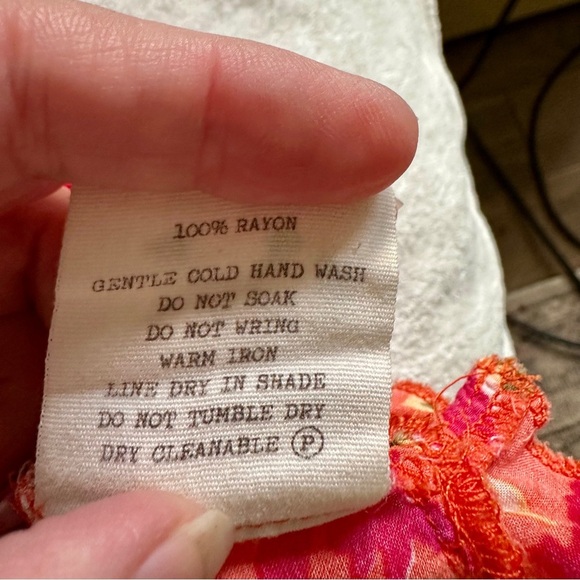 100% RAYON
GENTLE COLD HAND WASH
DO NOT SOAK
DO NOT WRING
WARM IRON
LINE DRY IN SHADE
DO NOT TUMBLE DRY
DRY CLEANABLE Ⓟ